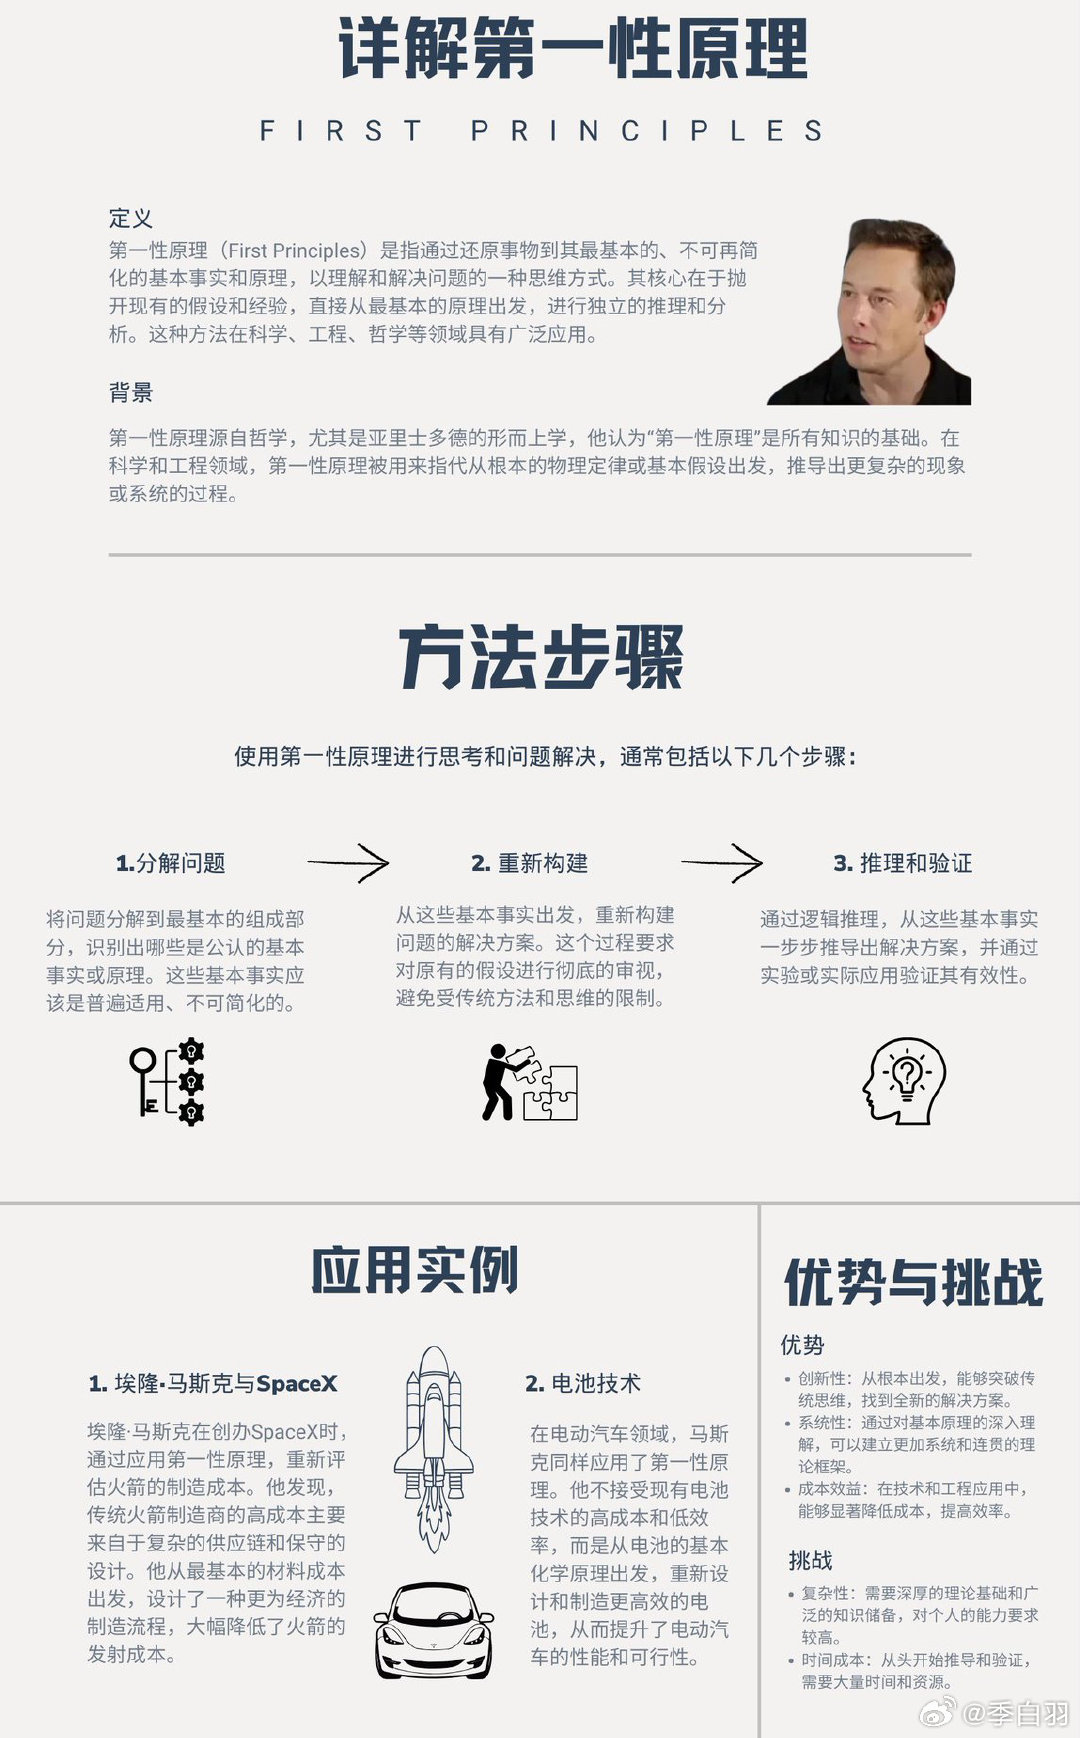 详解第一性原理
FIRST PRINCIPLES
定义
第一性原理（First Principles）是指通过还原事物到其最基本的、不可再简
化的基本事实和原理，以理解和解决问题的一种思维方式。其核心在于抛
开现有的假设和经验，直接从最基本的原理出发，进行独立的推理和分
析。这种方法在科学、工程、哲学等领域具有广泛应用。
背景
第一性原理源自哲学，尤其是亚里士多德的形而上学，他认为“第一性原理”是所有知识的基础。在
科学和工程领域，第一性原理被用来指代从根本的物理定律或基本假设出发，推导出更复杂的现象
或系统的过程。
方法步骤
使用第一性原理进行思考和问题解决，通常包括以下几个步骤：
1.分解问题
将问题分解到最基本的组成部
分，识别出哪些是公认的基本
事实或原理。这些基本事实应
该是普遍适用、不可简化的。
2. 重新构建
从这些基本事实出发，重新构建
问题的解决方案。这个过程要求
对原有的假设进行彻底的审视，
避免受传统方法和思维的限制。
3. 推理和验证
通过逻辑推理，从这些基本事实
一步步推导出解决方案，并通过
实验或实际应用验证其有效性。
应用实例
1. 埃隆·马斯克与SpaceX
埃隆·马斯克在创办SpaceX时，
通过应用第一性原理，重新评
估火箭的制造成本。他发现，
传统火箭制造商的高成本主要
来自于复杂的供应链和保守的
设计。他从最基本的材料成本
出发，设计了一种更为经济的
制造流程，大幅降低了火箭的
发射成本。
2. 电池技术
在电动汽车领域，马斯
克同样应用了第一性原
理。他不接受现有电池
技术的高成本和低效
率，而是从电池的基本
化学原理出发，重新设
计和制造更高效的电
池，从而提升了电动汽
车的性能和可行性。
优势与挑战
优势
• 创新性：从根本出发，能够突破传
统思维，找到全新的解决方案。
• 系统性：通过对基本原理的深入理
解，可以建立更加系统和连贯的理
论框架。
• 成本效益：在技术和工程应用中，
能够显著降低成本，提高效率。
挑战
• 复杂性：需要深厚的理论基础和广
泛的知识储备，对个人的能力要求
较高。
• 时间成本：从头开始推导和验证，
需要大量时间和资源。
@季白羽